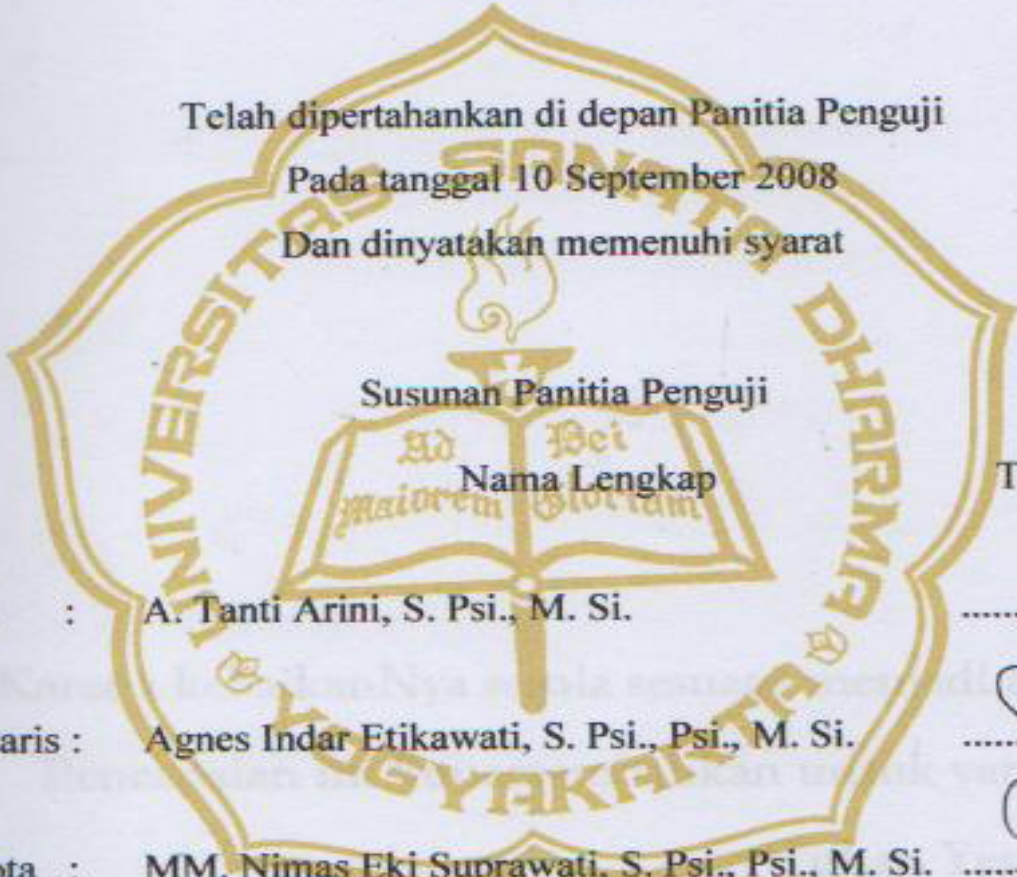 Telah dipertahankan di depan Panitia Penguji
Pada tanggal 10 September 2008
Dan dinyatakan memenuhi syarat
UNIVERSITAS SANATA DHARMA
Susunan Panitia Penguji
Ad Dei
Maiorem Gloriam
Nama Lengkap T
: A. Tanti Arini, S. Psi., M. Si. ......
aris : Agnes Indar Etikawati, S. Psi., Psi., M. Si. ......
YOGYAKARTA
ota : MM. Nimas Eki Suprawati, S. Psi., Psi., M. Si. ......